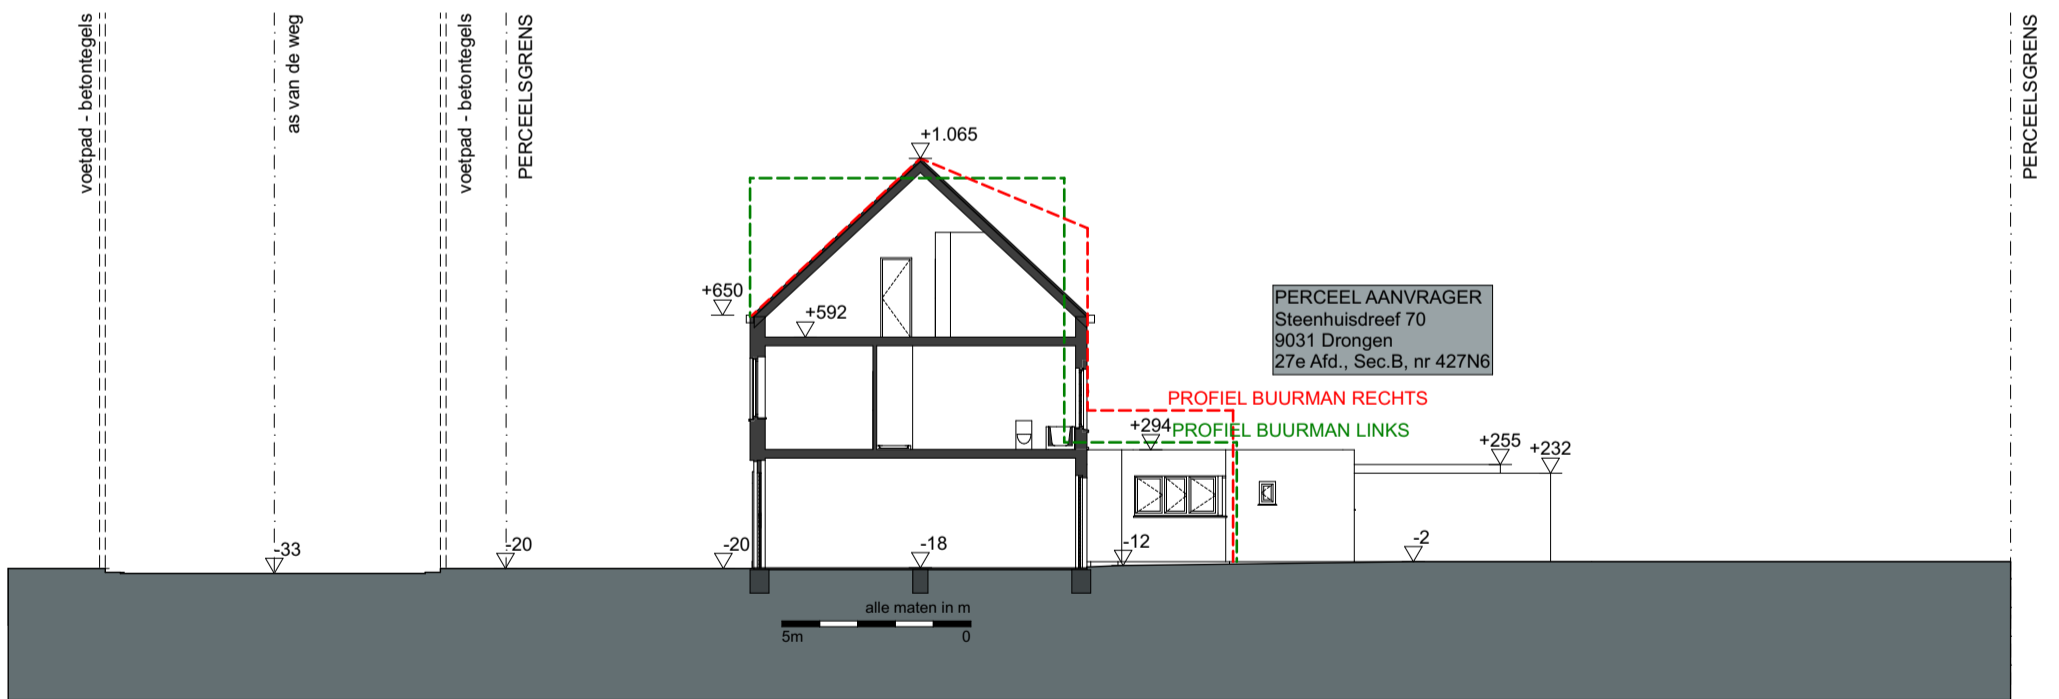 voetpad - betontegels
as van de weg
voetpad - betontegels
PERCEELSGRENS
PERCEELSGRENS
+1.065
+650
+592
PERCEEL AANVRAGER
Steenhuisdreef 70
9031 Drongen
27e Afd., Sec.B, nr 427N6
PROFIEL BUURMAN RECHTS
+294
PROFIEL BUURMAN LINKS
+255
+232
-33
-20
-20
-18
-12
-2
alle maten in m
5m 0